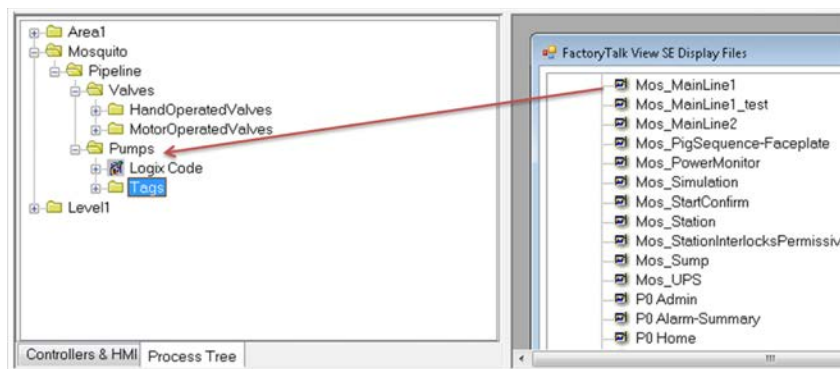 Area1
Mosquito
Pipeline
Valves
HandOperatedValves
MotorOperatedValves
Pumps
Logix Code
Tags
Level1
Controllers & HMI
Process Tree
FactoryTalk View SE Display Files
Mos_MainLine1
Mos_MainLine1_test
Mos_MainLine2
Mos_PigSequence-Faceplate
Mos_PowerMonitor
Mos_Simulation
Mos_StartConfirm
Mos_Station
Mos_StationInterlocksPermissiv
Mos_Sump
Mos_UPS
P0 Admin
P0 Alarm-Summary
P0 Home